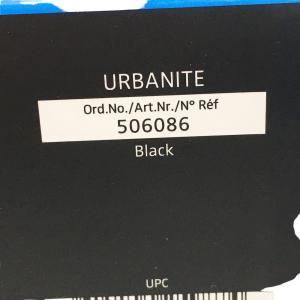 URBANITE
Ord.No./Art.Nr./N° Réf
506086
Black
UPC